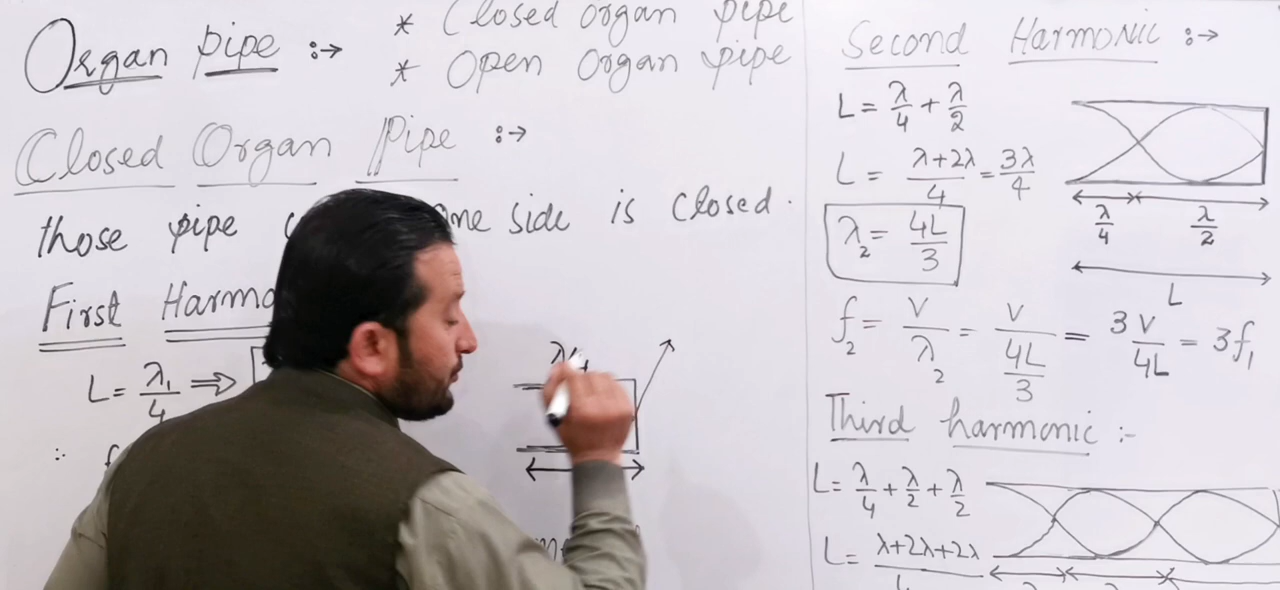 Organ pipe :→
* Closed organ pipe
* Open organ pipe
Closed Organ Pipe :→
those pipe one side is closed.
First Harmo
L = λ₁/4 ⇒
∴ f
λ/4
Second Harmonic :→
L = λ/4 + λ/2
L = (λ+2λ)/4 = 3λ/4
λ₂ = 4L/3
λ/4 λ/2
L
f₂ = V/λ₂ = V/(4L/3) = 3V/4L = 3f₁
Third harmonic :-
L = λ/4 + λ/2 + λ/2
L = λ+2λ+2λ